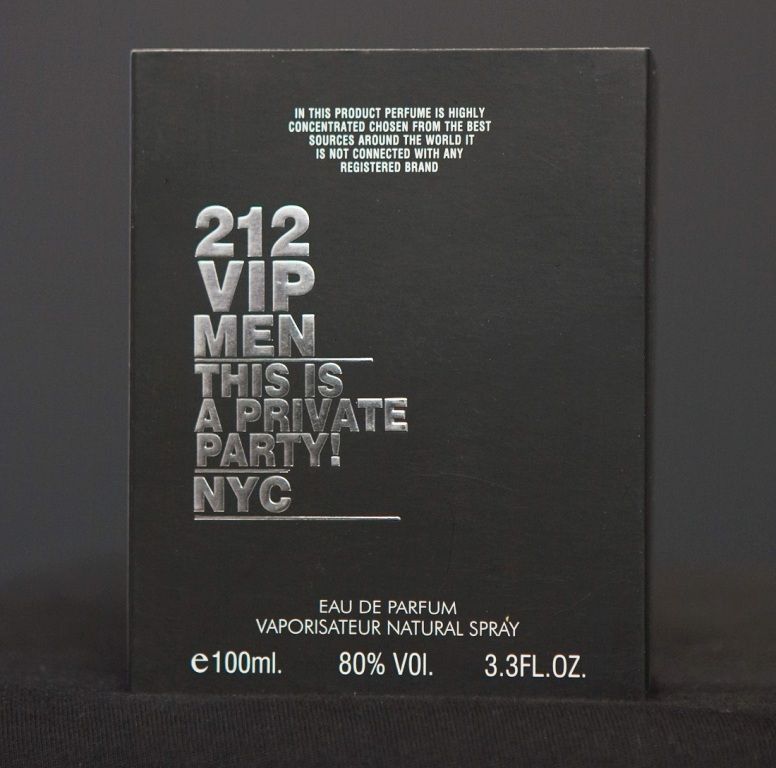 IN THIS PRODUCT PERFUME IS HIGHLY
CONCENTRATED CHOSEN FROM THE BEST
SOURCES AROUND THE WORLD IT
IS NOT CONNECTED WITH ANY
REGISTERED BRAND
212
VIP
MEN
THIS IS
A PRIVATE
PARTY!
NYC
EAU DE PARFUM
VAPORISATEUR NATURAL SPRAY
e100ml. 80% VOl. 3.3FL.OZ.